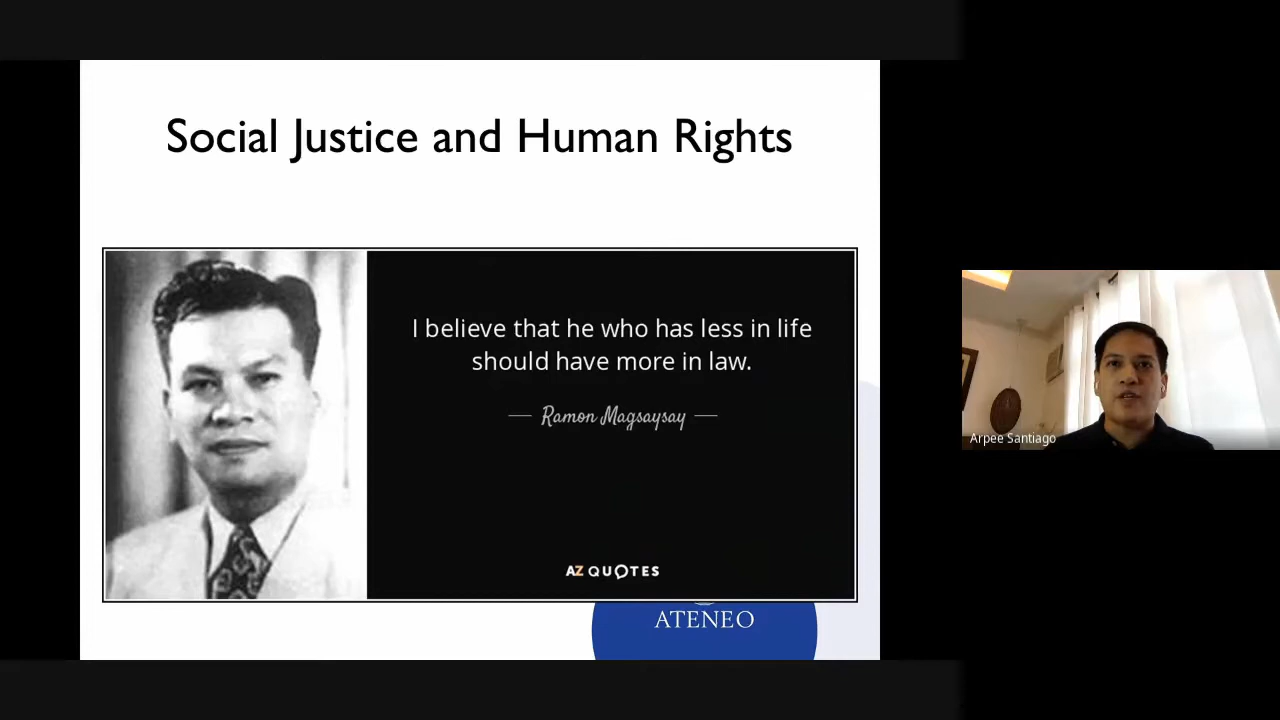 Social Justice and Human Rights
I believe that he who has less in life
should have more in law.
Ramon Magsaysay
AZ QUOTES
ATENEO
Arpee Santiago